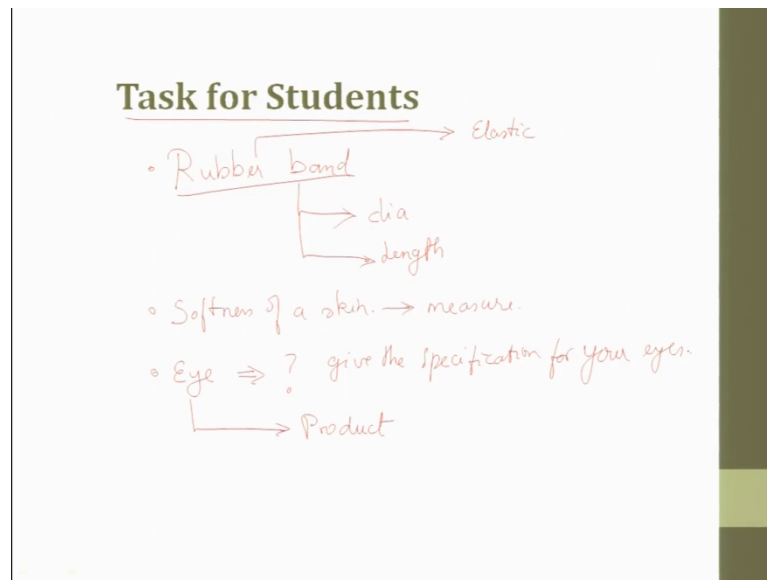 Task for Students
→ Elastic
• Rubber band
→ dia
→ Length
• Softness of a skin. → measure.
• Eye ⇒ ? give the specification for your eyes.
→ Product